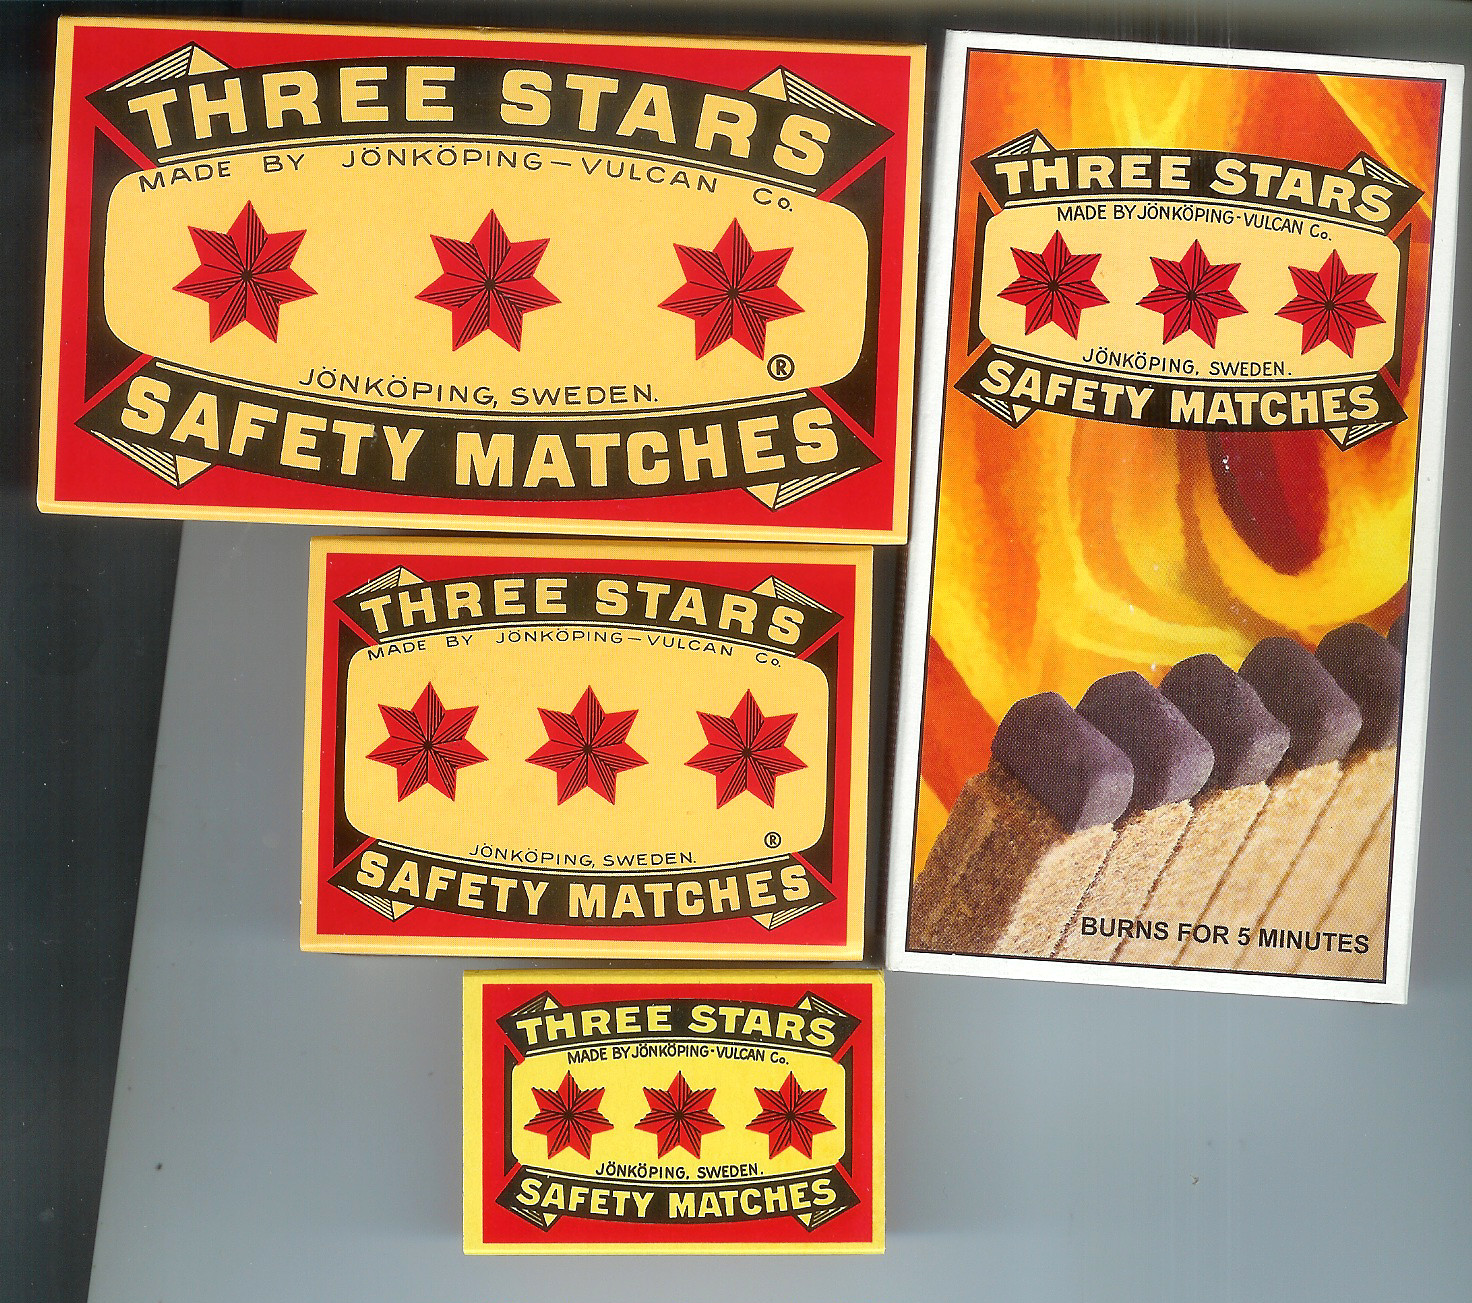 THREE STARS
MADE BY JÖNKÖPING—VULCAN Co.
®
JÖNKÖPING, SWEDEN.
SAFETY MATCHES
THREE STARS
MADE BY JÖNKÖPING-VULCAN Co.
JÖNKÖPING, SWEDEN.
SAFETY MATCHES
BURNS FOR 5 MINUTES
THREE STARS
MADE BY JÖNKÖPING—VULCAN Co.
®
JÖNKÖPING, SWEDEN.
SAFETY MATCHES
THREE STARS
MADE BY JÖNKÖPING-VULCAN Co.
JÖNKÖPING, SWEDEN.
SAFETY MATCHES